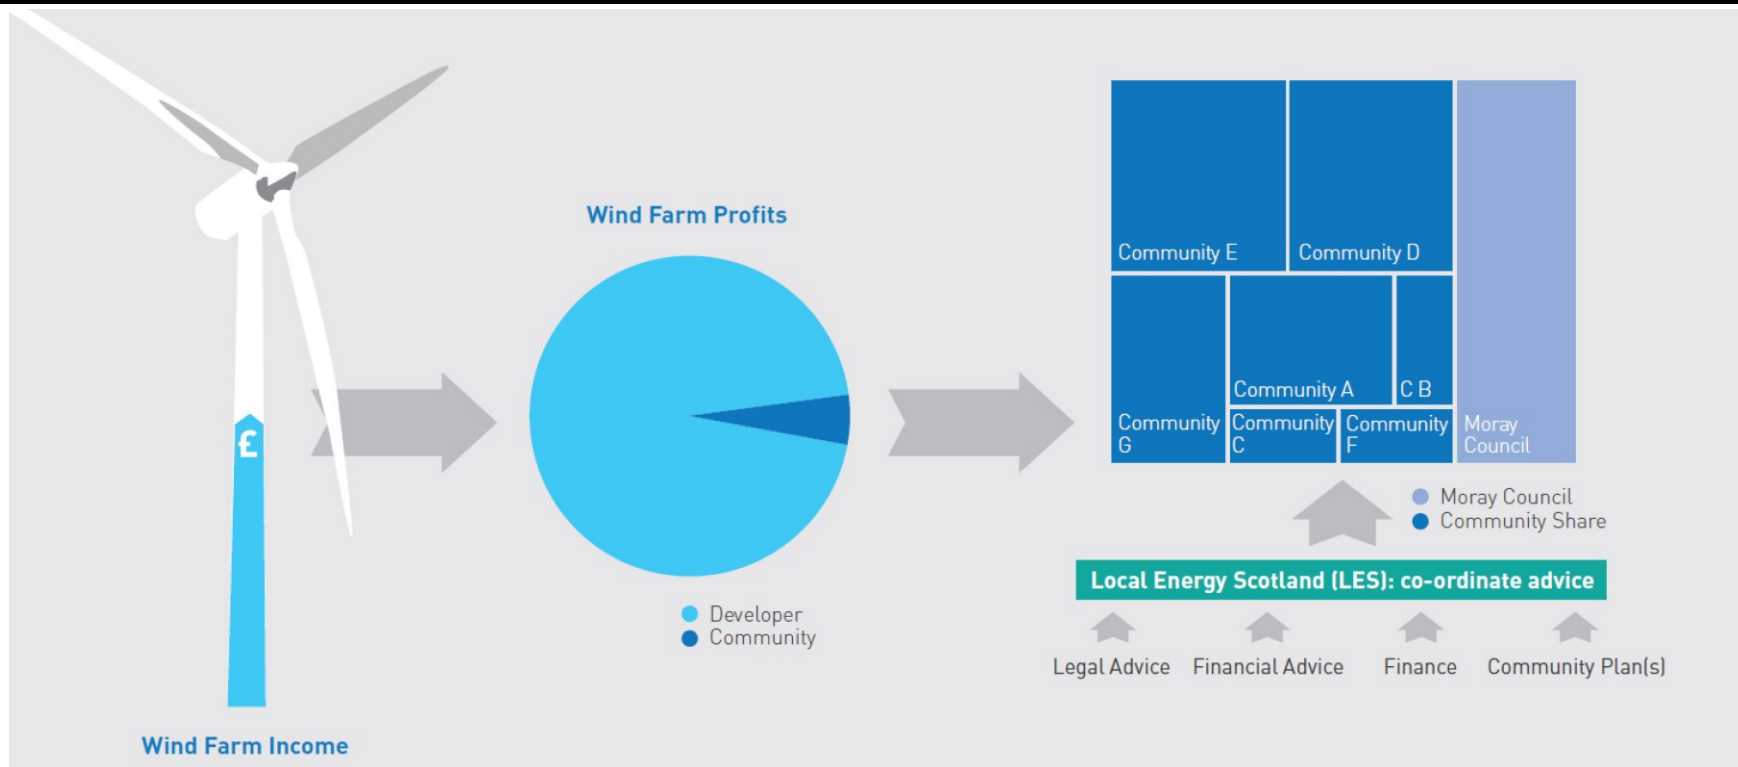 £
Wind Farm Income
Wind Farm Profits
Developer
Community
Community E
Community D
Community A
C B
Community
G
Community
C
Community
F
Moray
Council
Moray Council
Community Share
Local Energy Scotland (LES): co-ordinate advice
Legal Advice
Financial Advice
Finance
Community Plan(s)